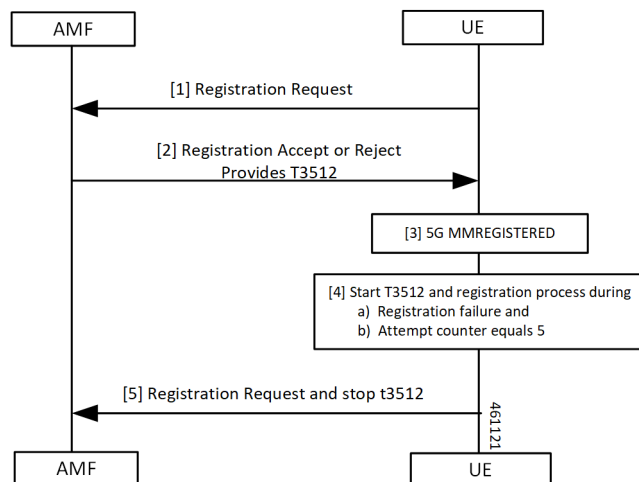 AMF
UE
[1] Registration Request
[2] Registration Accept or Reject
Provides T3512
[3] 5G MMREGISTERED
[4] Start T3512 and registration process during
a) Registration failure and
b) Attempt counter equals 5
[5] Registration Request and stop t3512
461121
AMF
UE